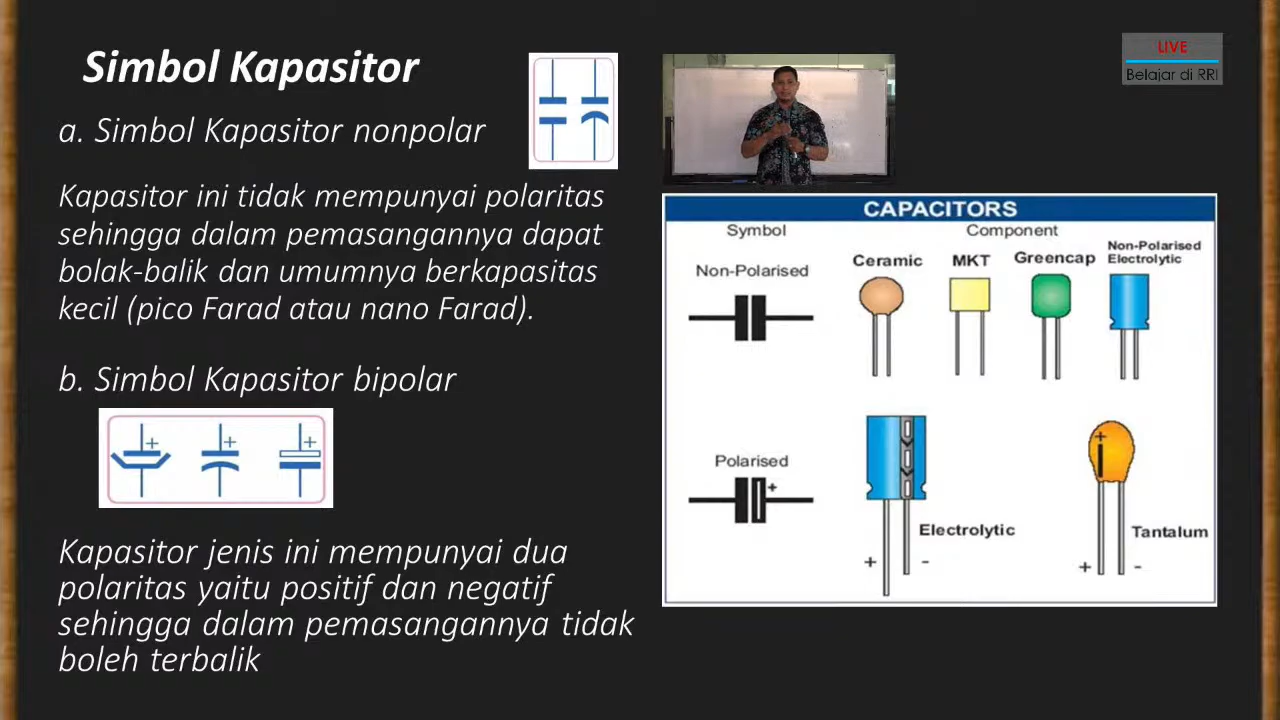 Simbol Kapasitor
a. Simbol Kapasitor nonpolar
Kapasitor ini tidak mempunyai polaritas
sehingga dalam pemasangannya dapat
bolak-balik dan umumnya berkapasitas
kecil (pico Farad atau nano Farad).
b. Simbol Kapasitor bipolar
+ + +
Kapasitor jenis ini mempunyai dua
polaritas yaitu positif dan negatif
sehingga dalam pemasangannya tidak
boleh terbalik
LIVE
Belajar di RRI
CAPACITORS
Symbol
Component
Non-Polarised
Ceramic
MKT
Greencap
Non-Polarised
Electrolytic
Polarised
+
Electrolytic
+ -
+
Tantalum
+ -